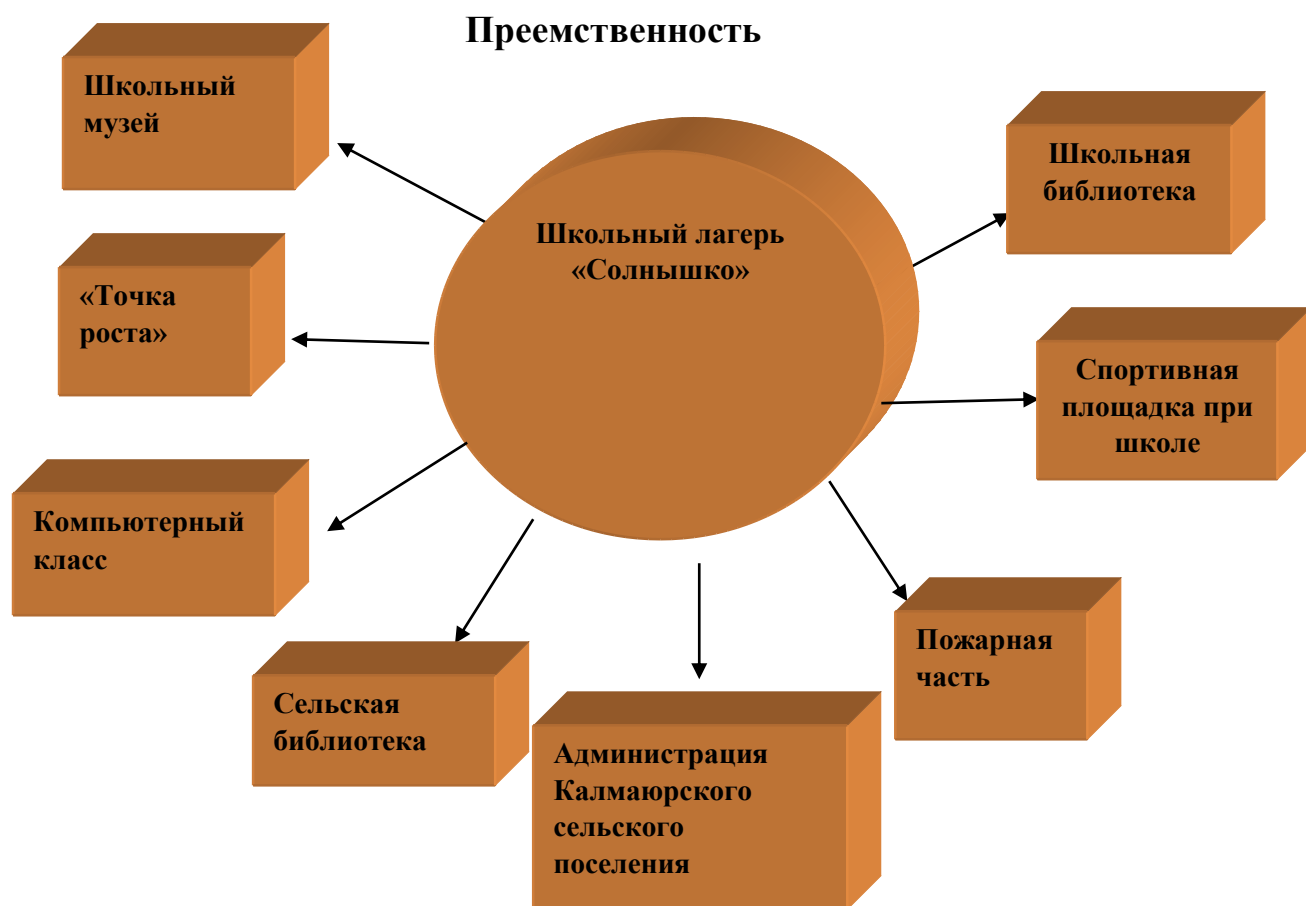 Преемственность
Школьный
музей
Школьная
библиотека
Школьный лагерь
«Солнышко»
«Точка
роста»
Спортивная
площадка при
школе
Компьютерный
класс
Пожарная
часть
Сельская
библиотека
Администрация
Калмаюрского
сельского
поселения